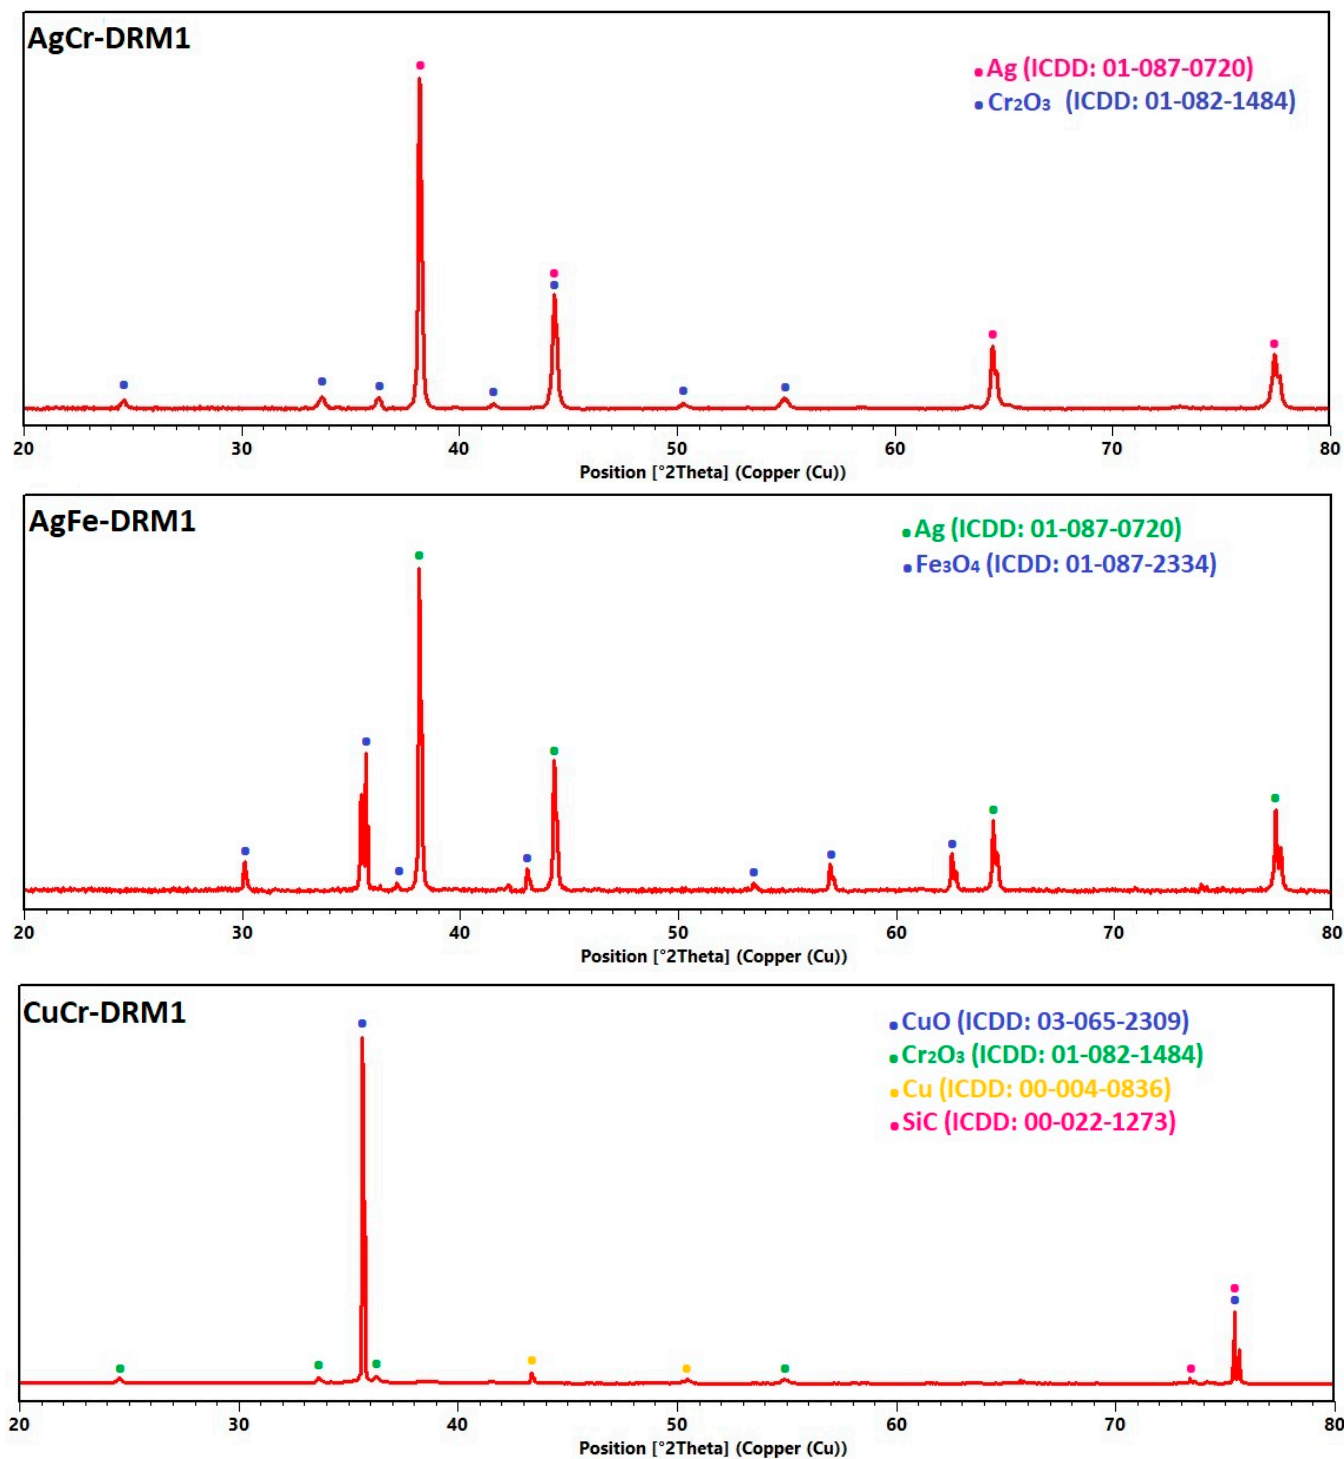 AgCr-DRM1
Ag (ICDD: 01-087-0720)
Cr₂O₃ (ICDD: 01-082-1484)
20 30 40 50 60 70 80
Position [°2Theta] (Copper (Cu))
AgFe-DRM1
Ag (ICDD: 01-087-0720)
Fe₃O₄ (ICDD: 01-087-2334)
20 30 40 50 60 70 80
Position [°2Theta] (Copper (Cu))
CuCr-DRM1
CuO (ICDD: 03-065-2309)
Cr₂O₃ (ICDD: 01-082-1484)
Cu (ICDD: 00-004-0836)
SiC (ICDD: 00-022-1273)
20 30 40 50 60 70 80
Position [°2Theta] (Copper (Cu))